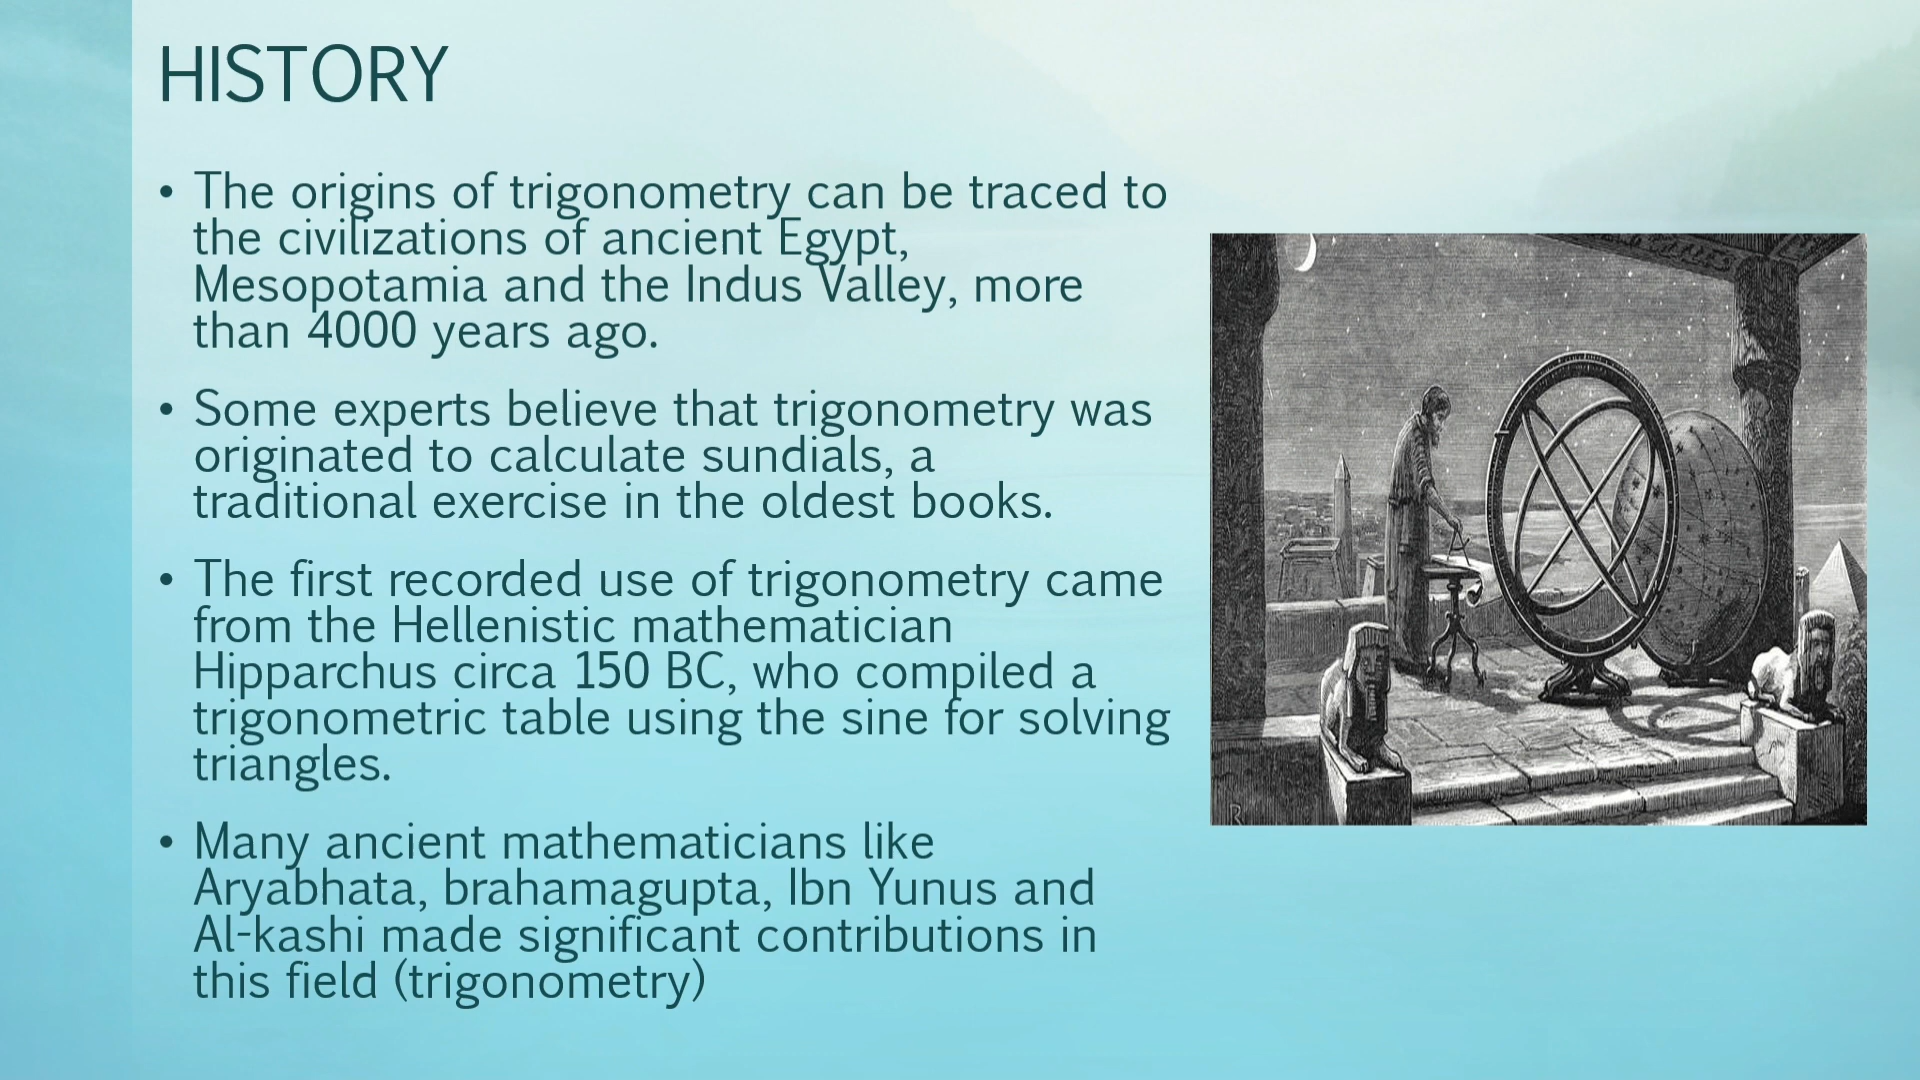 HISTORY
• The origins of trigonometry can be traced to
the civilizations of ancient Egypt,
Mesopotamia and the Indus Valley, more
than 4000 years ago.
• Some experts believe that trigonometry was
originated to calculate sundials, a
traditional exercise in the oldest books.
• The first recorded use of trigonometry came
from the Hellenistic mathematician
Hipparchus circa 150 BC, who compiled a
trigonometric table using the sine for solving
triangles.
• Many ancient mathematicians like
Aryabhata, brahamagupta, Ibn Yunus and
Al-kashi made significant contributions in
this field (trigonometry)